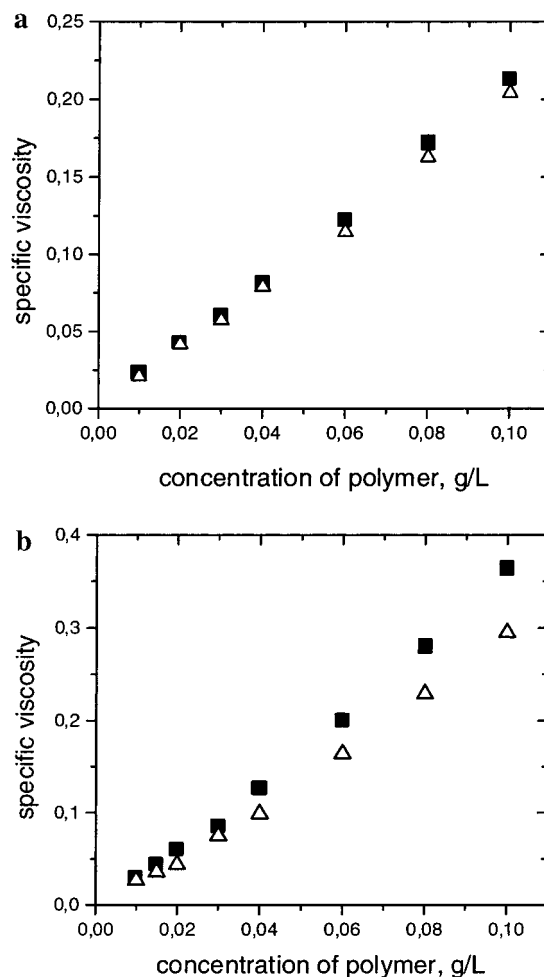 a
0,25
0,20
0,15
0,10
0,05
0,00
specific viscosity
0,00 0,02 0,04 0,06 0,08 0,10
concentration of polymer, g/L
b
0,4
0,3
0,2
0,1
0,0
specific viscosity
0,00 0,02 0,04 0,06 0,08 0,10
concentration of polymer, g/L